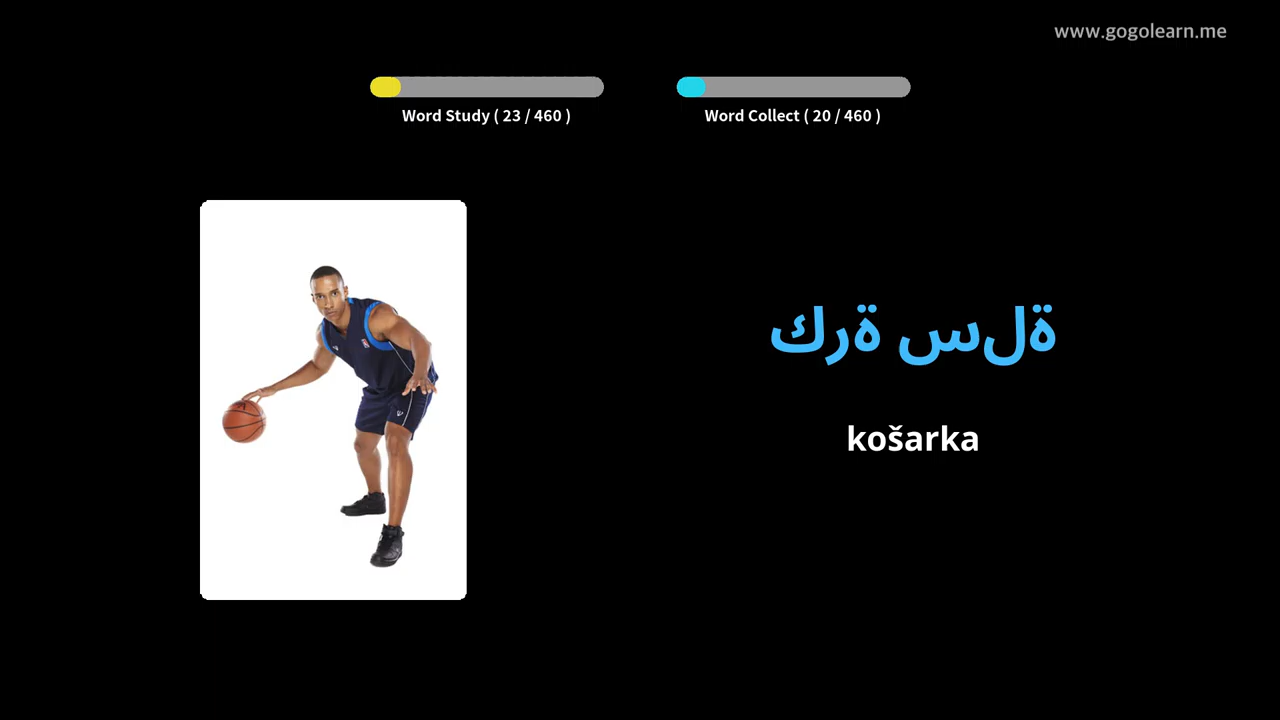 www.gogolearn.me
Word Study ( 23 / 460 )
Word Collect ( 20 / 460 )
كرة سلة
košarka